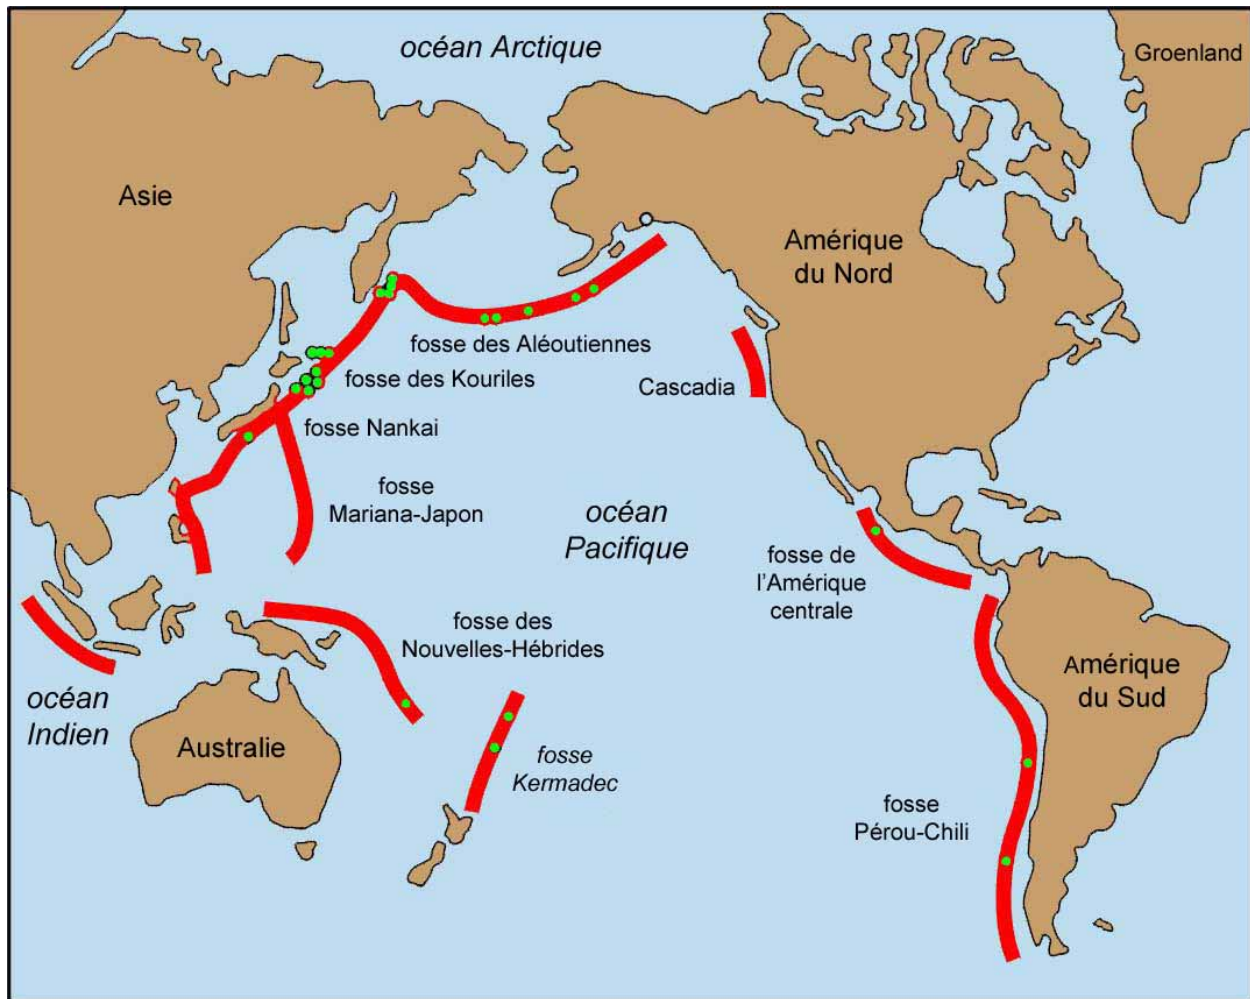 océan Arctique
Groenland
Asie
Amérique
du Nord
fosse des Aléoutiennes
fosse des Kouriles
Cascadia
fosse Nankai
fosse
Mariana-Japon
océan
Pacifique
fosse de
l'Amérique
centrale
fosse des
Nouvelles-Hébrides
Amérique
du Sud
océan
Indien
Australie
fosse
Kermadec
fosse
Pérou-Chili